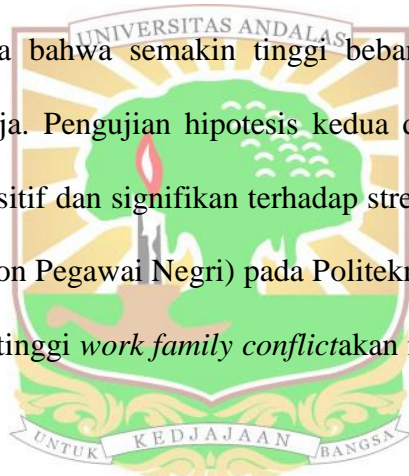 UNIVERSITAS ANDALAS
a bahwa semakin tinggi beba
ja. Pengujian hipotesis kedua d
sitif dan signifikan terhadap stre
on Pegawai Negri) pada Politekn
tinggi work family conflictakan
UNTUK KEDJAJAAN BANGSA